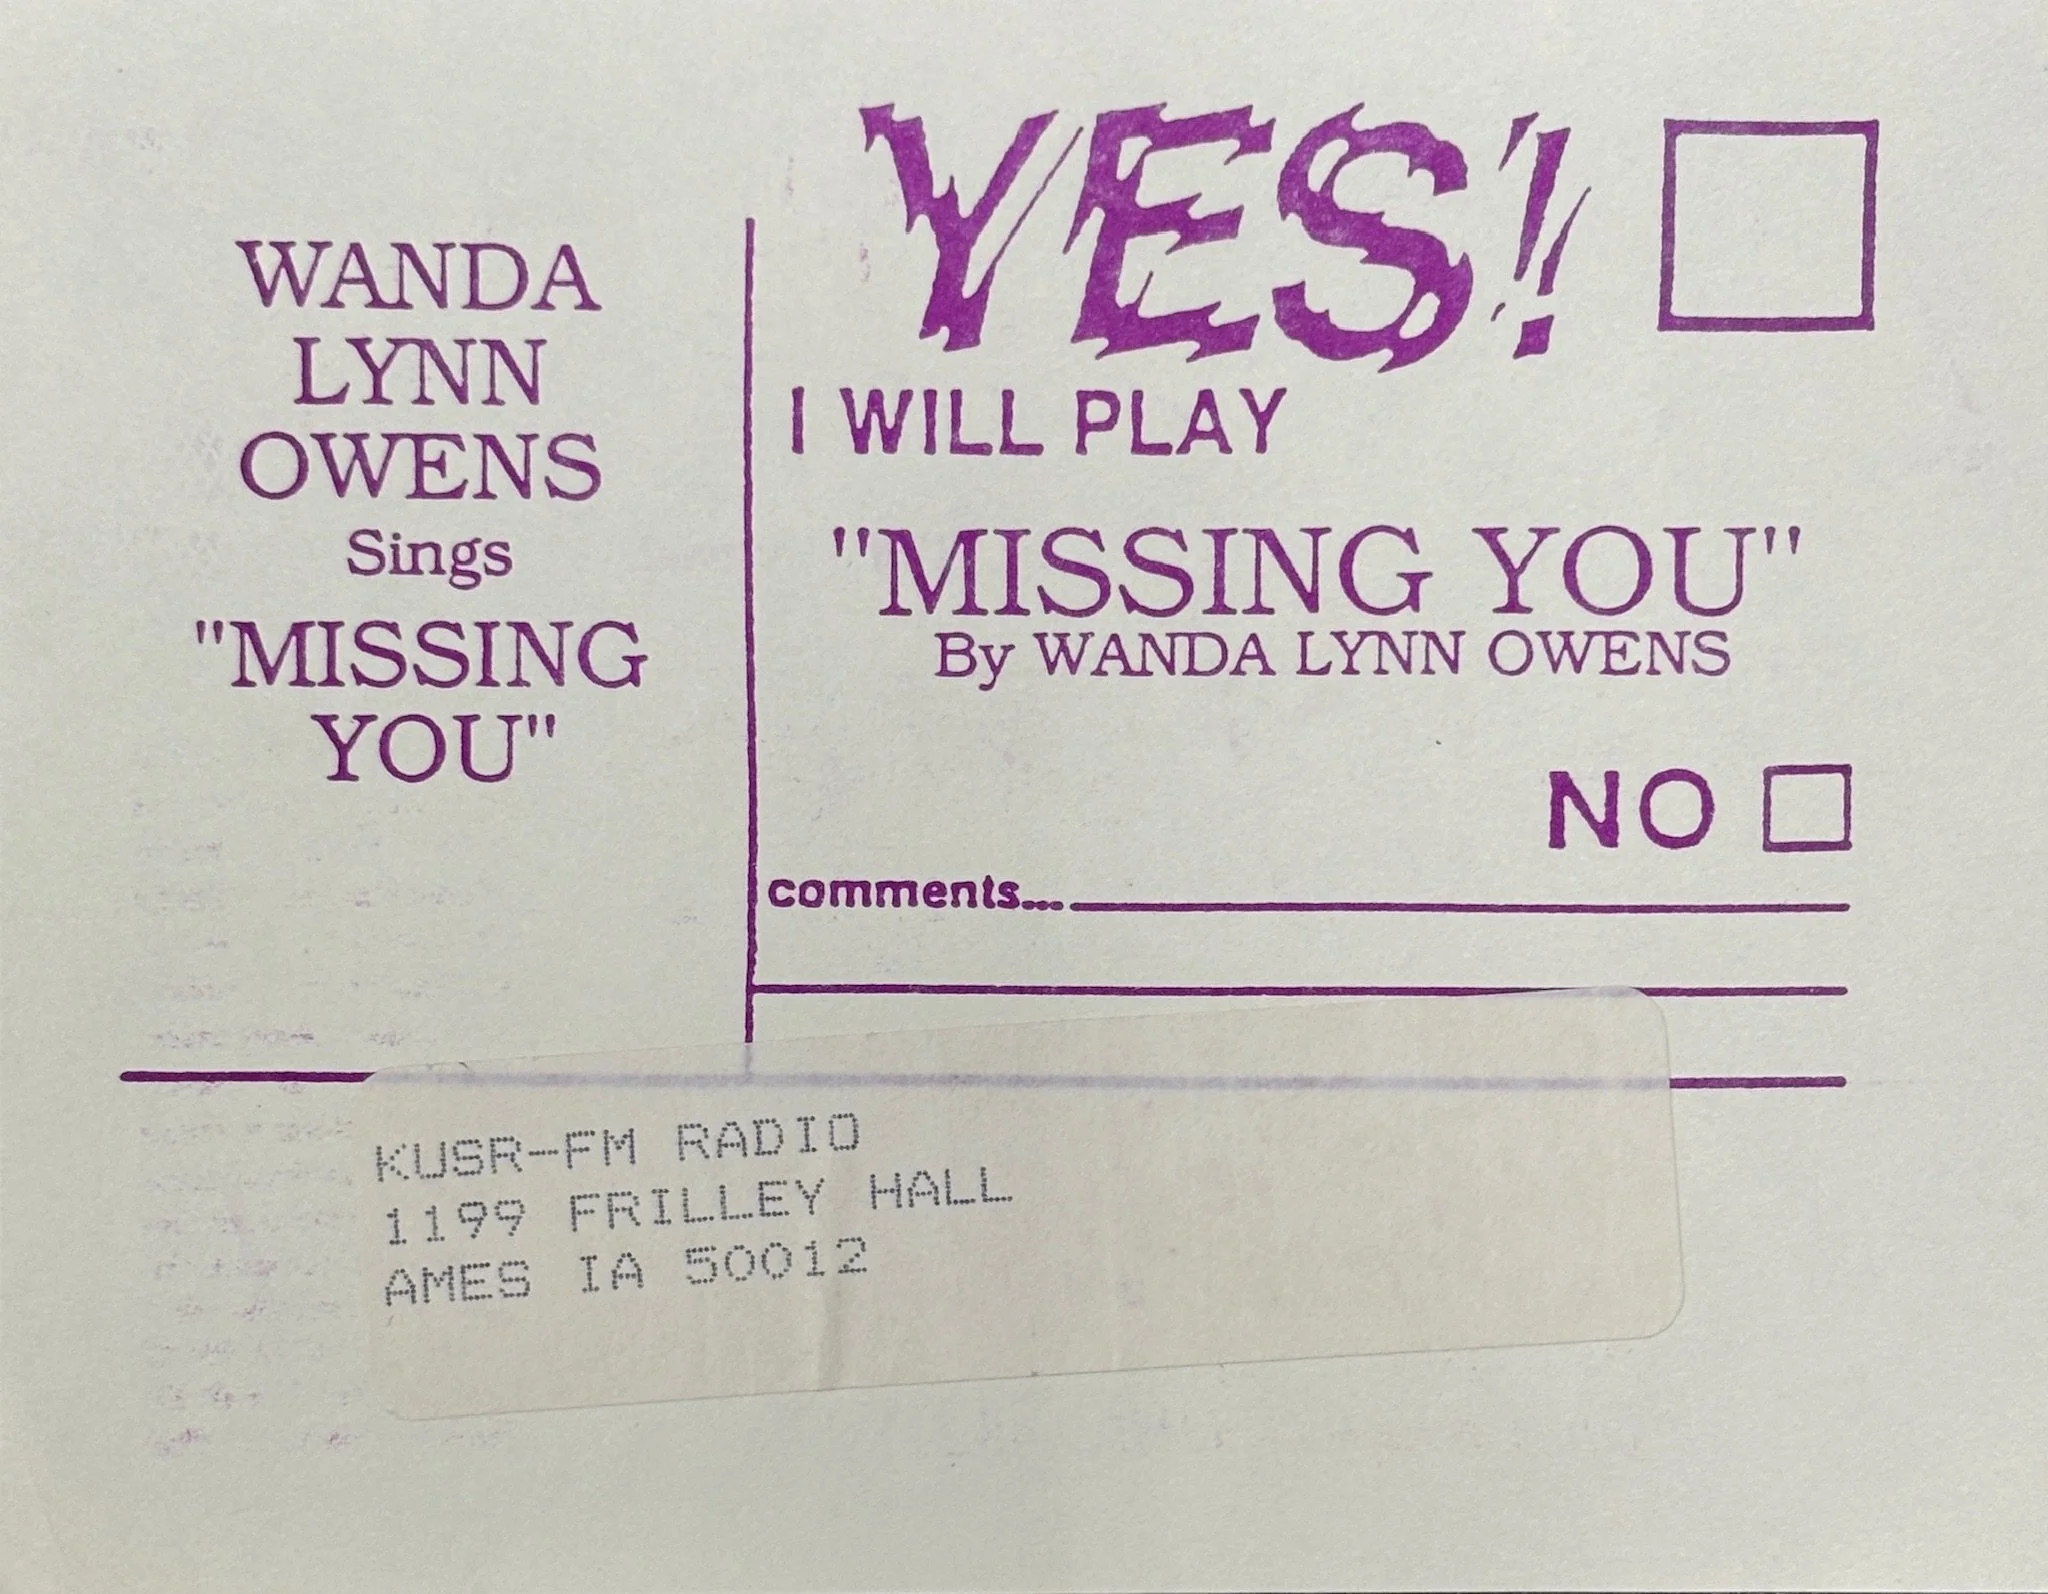 WANDA
LYNN
OWENS
Sings
"MISSING
YOU"
YES!
I WILL PLAY
"MISSING YOU"
By WANDA LYNN OWENS
NO
comments...
KUSR-FM RADIO
1199 FRILLEY HALL
AMES IA 50012